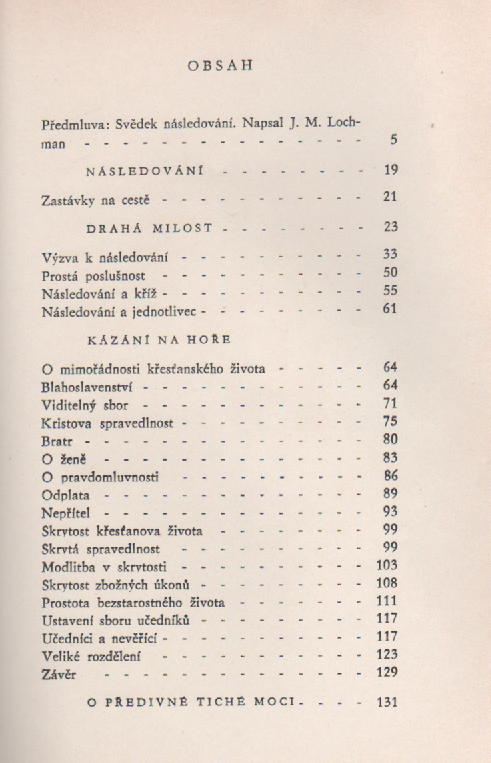 OBSAH
Předmluva: Svědek následování. Napsal J. M. Loch-
man - - - - - - - - - - - - - - - 5
NÁSLEDOVÁNÍ - - - - - - - - 19
Zastávky na cestě - - - - - - - - - - - 21
DRAHÁ MILOST - - - - - - - - 23
Výzva k následování - - - - - - - - - - 33
Prostá poslušnost - - - - - - - - - - - 50
Následování a kříž - - - - - - - - - - - 55
Následování a jednotlivec - - - - - - - - - 61
KÁZÁNÍ NA HOŘE
O mimořádnosti křesťanského života - - - - - 64
Blahoslavenství - - - - - - - - - - - - 64
Viditelný sbor - - - - - - - - - - - - 71
Kristova spravedlnost - - - - - - - - - - 75
Bratr - - - - - - - - - - - - - - - 80
O ženě - - - - - - - - - - - - - - 83
O pravdomluvnosti - - - - - - - - - - 86
Odplata - - - - - - - - - - - - - - 89
Nepřítel - - - - - - - - - - - - - - 93
Skrytost křesťanova života - - - - - - - - 99
Skrytá spravedlnost - - - - - - - - - - 99
Modlitba v skrytosti - - - - - - - - - - 103
Skrytost zbožných úkonů - - - - - - - - - 108
Prostota bezstarostného života - - - - - - - 111
Ustavení sboru učedníků - - - - - - - - - 117
Učedníci a nevěřící - - - - - - - - - - - 117
Veliké rozdělení - - - - - - - - - - - 123
Závěr - - - - - - - - - - - - - - 129
O PŘEDIVNÉ TICHÉ MOCI - - - - 131